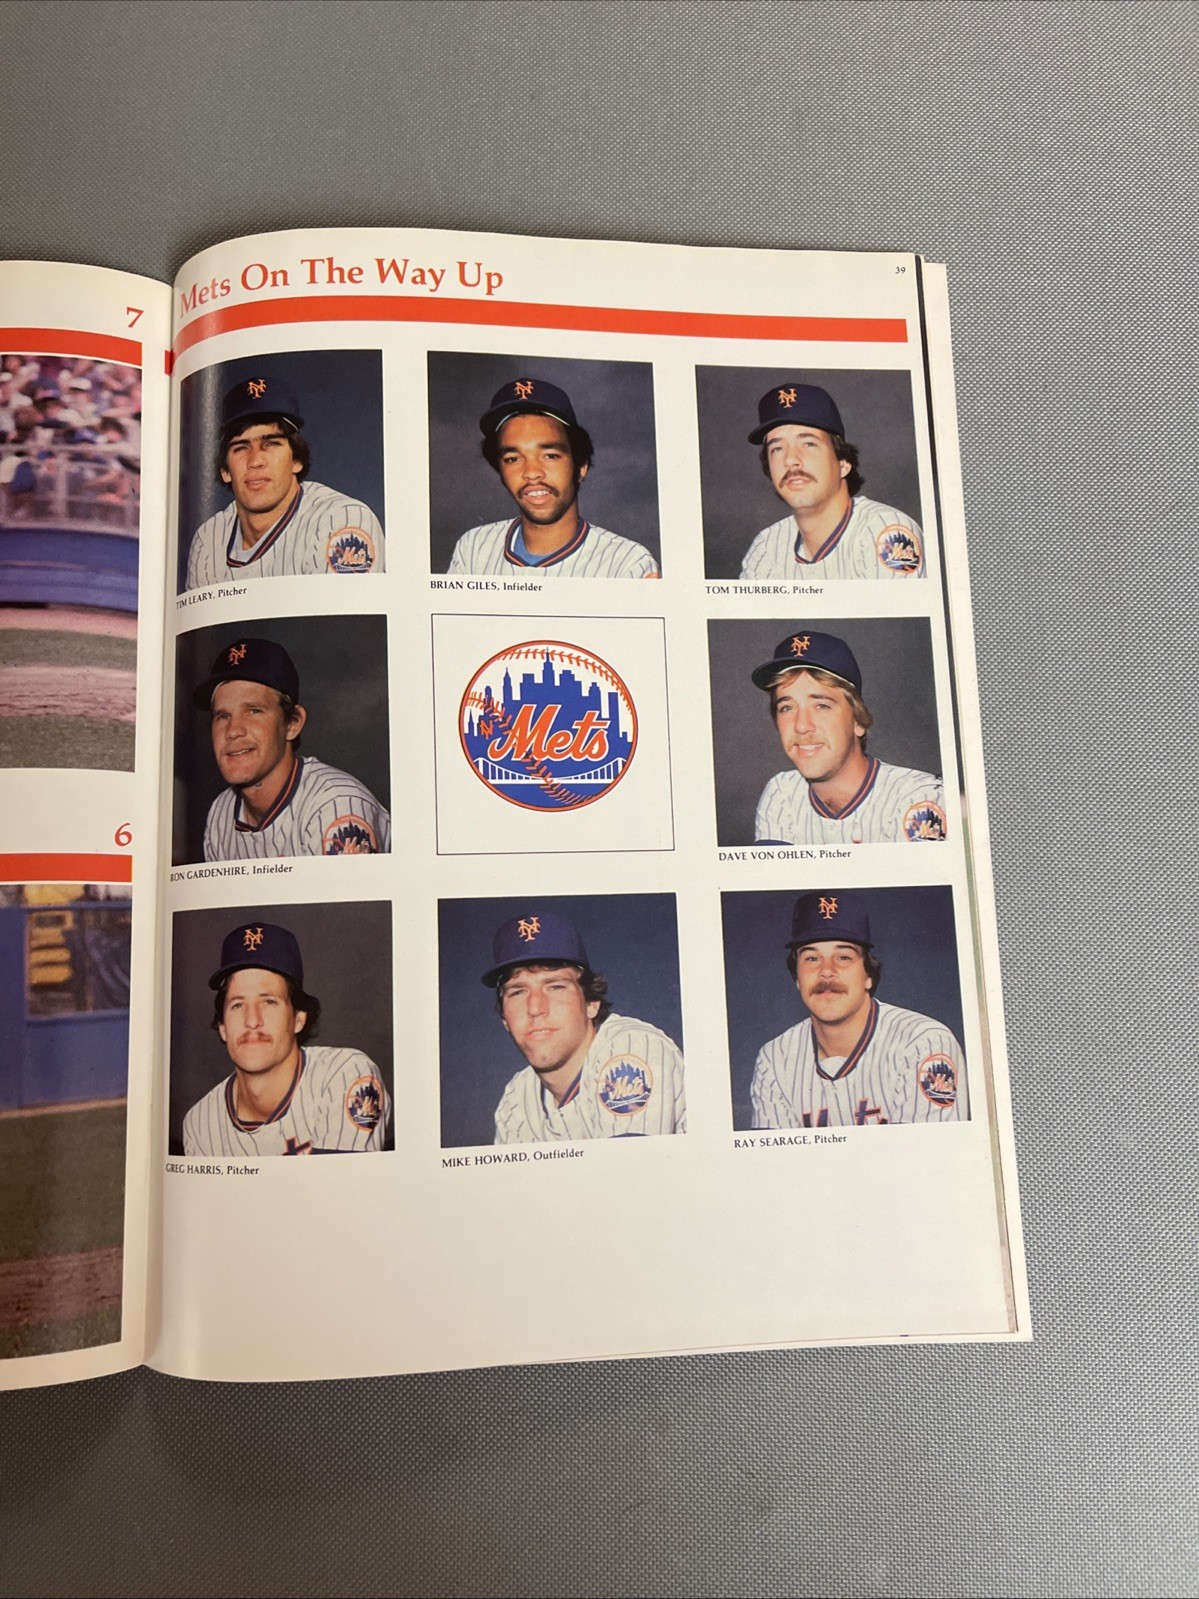 7
6
Mets On The Way Up
39
TIM LEARY, Pitcher
BRIAN GILES, Infielder
TOM THURBERG, Pitcher
RON GARDENHIRE, Infielder
Mets
NY
DAVE VON OHLEN, Pitcher
GREG HARRIS, Pitcher
MIKE HOWARD, Outfielder
RAY SEARAGE, Pitcher